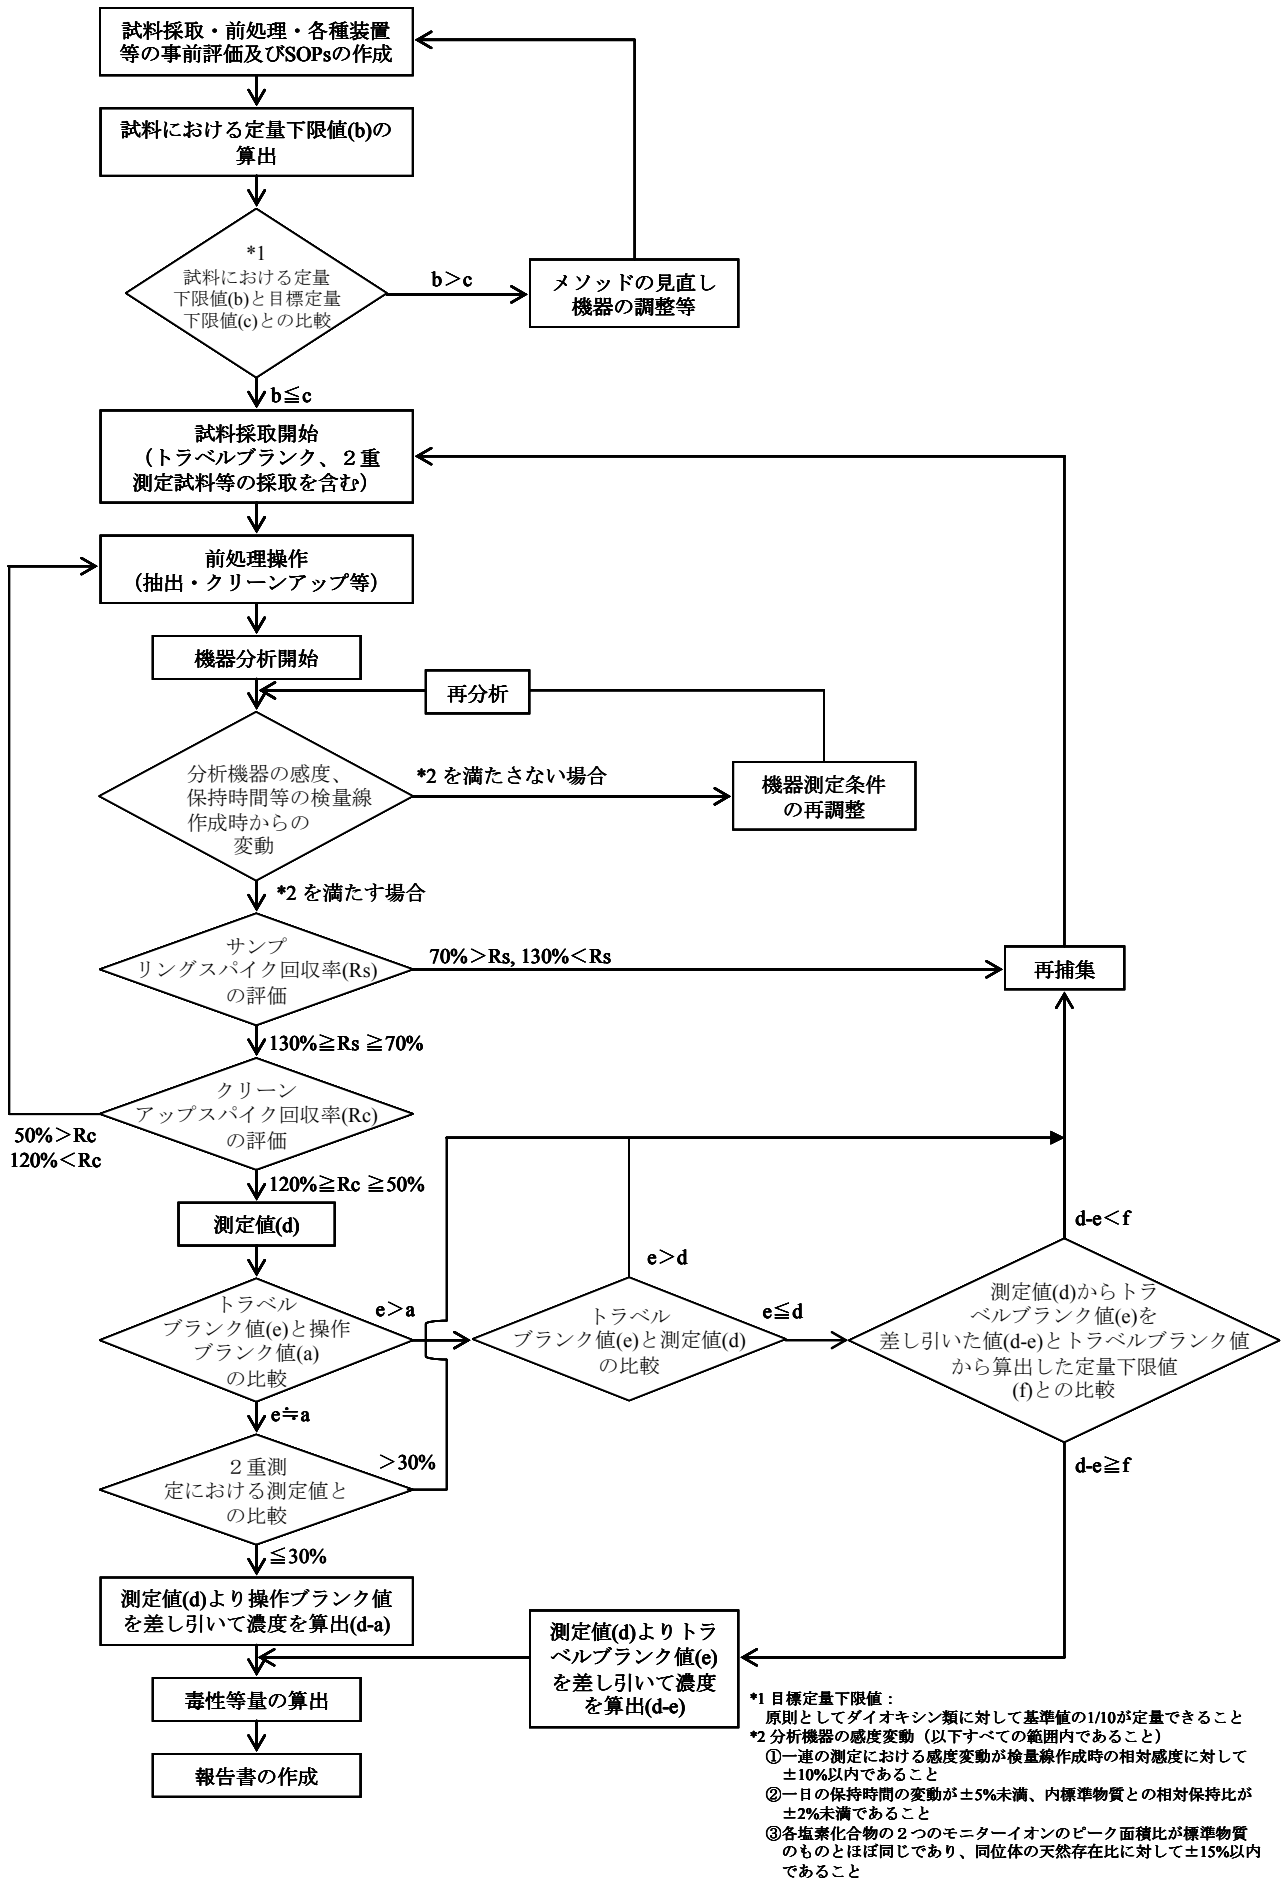 試料採取・前処理・各種装置
等の事前評価及びSOPsの作成
試料における定量下限値(b)の
算出
*1
試料における定量
下限値(b)と目標定量
下限値(c)との比較
b＞c
メソッドの見直し
機器の調整等
b≦c
試料採取開始
（トラベルブランク、２重
測定試料等の採取を含む）
前処理操作
（抽出・クリーンアップ等）
機器分析開始
再分析
分析機器の感度、
保持時間等の検量線
作成時からの
変動
*2 を満たさない場合
機器測定条件
の再調整
*2 を満たす場合
サンプ
リングスパイク回収率(Rs)
の評価
70%＞Rs, 130%＜Rs
再捕集
130%≧Rs ≧70%
クリーン
アップスパイク回収率(Rc)
の評価
50%＞Rc
120%＜Rc
120%≧Rc ≧50%
測定値(d)
トラベル
ブランク値(e)と操作
ブランク値(a)
の比較
e＞a
e＞d
トラベル
ブランク値(e)と測定値(d)
の比較
e≦d
d-e＜f
測定値(d)からトラ
ベルブランク値(e)を
差し引いた値(d-e)とトラベルブランク値
から算出した定量下限値
(f)との比較
e≒a
２重測
定における測定値と
の比較
＞30%
d-e≧f
≦30%
測定値(d)より操作ブランク値
を差し引いて濃度を算出(d-a)
測定値(d)よりトラ
ベルブランク値(e)
を差し引いて濃度
を算出(d-e)
毒性等量の算出
報告書の作成
*1 目標定量下限値：
原則としてダイオキシン類に対して基準値の1/10が定量できること
*2 分析機器の感度変動（以下すべての範囲内であること）
①一連の測定における感度変動が検量線作成時の相対感度に対して
±10%以内であること
②一日の保持時間の変動が±5%未満、内標準物質との相対保持比が
±2%未満であること
③各塩素化合物の２つのモニターイオンのピーク面積比が標準物質
のものとほぼ同じであり、同位体の天然存在比に対して±15%以内
であること